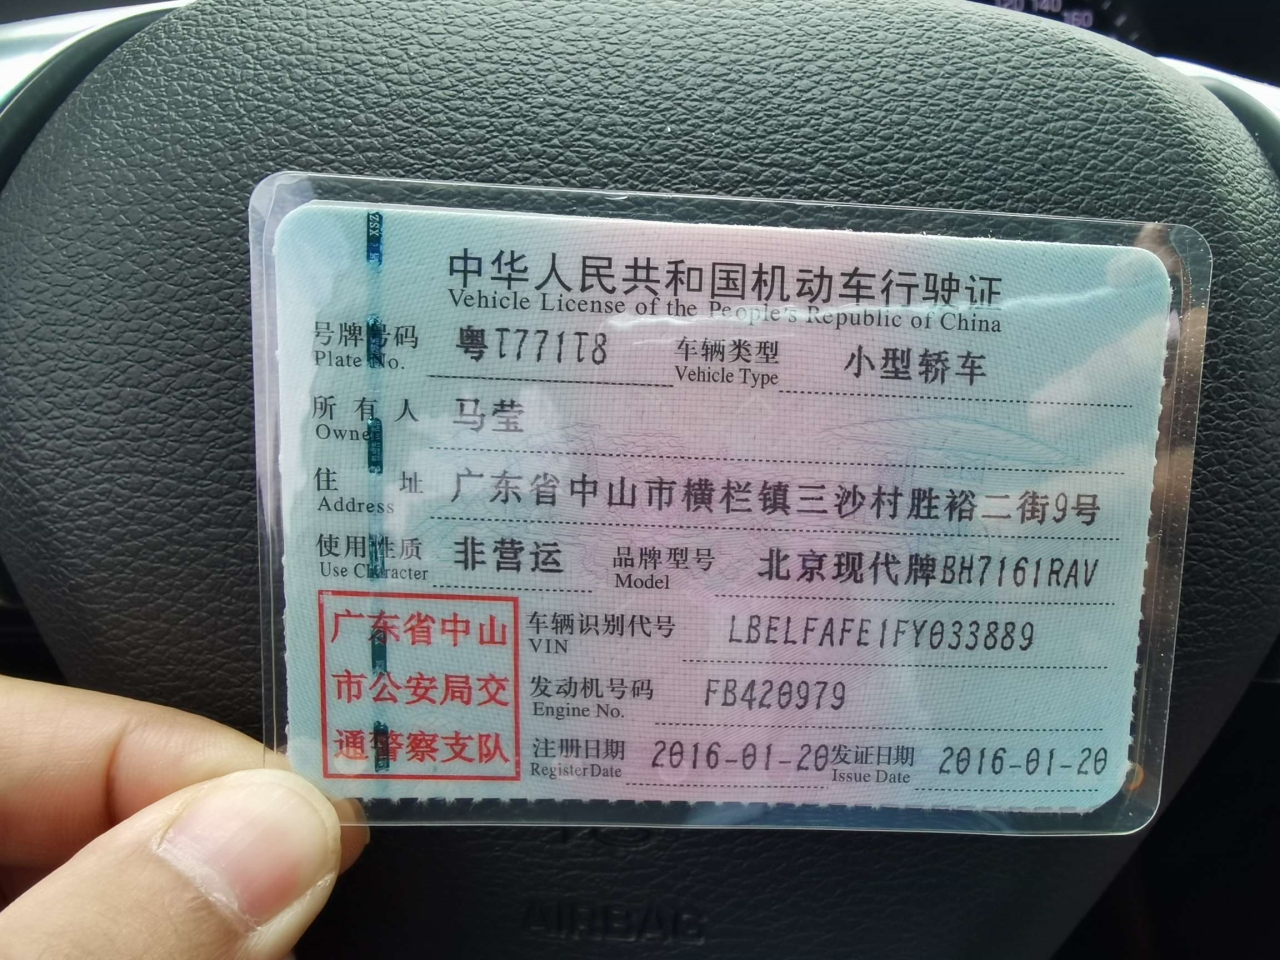 120 140
160
XSZ
中华人民共和国机动车行驶证
Vehicle License of the People's Republic of China
号牌号码 粤T771T8 车辆类型 小型轿车
Plate No. Vehicle Type
所有人 马莹
Owner
住址 广东省中山市横栏镇三沙村胜裕二街9号
Address
使用性质 非营运 品牌型号 北京现代牌BH7161RAV
Use Character Model
广东省中山
市公安局交
通警察支队
车辆识别代号 LBELFAFE1FY033889
VIN
发动机号码 FB420979
Engine No.
注册日期 2016-01-20 发证日期 2016-01-20
Register Date Issue Date
AIRBAG